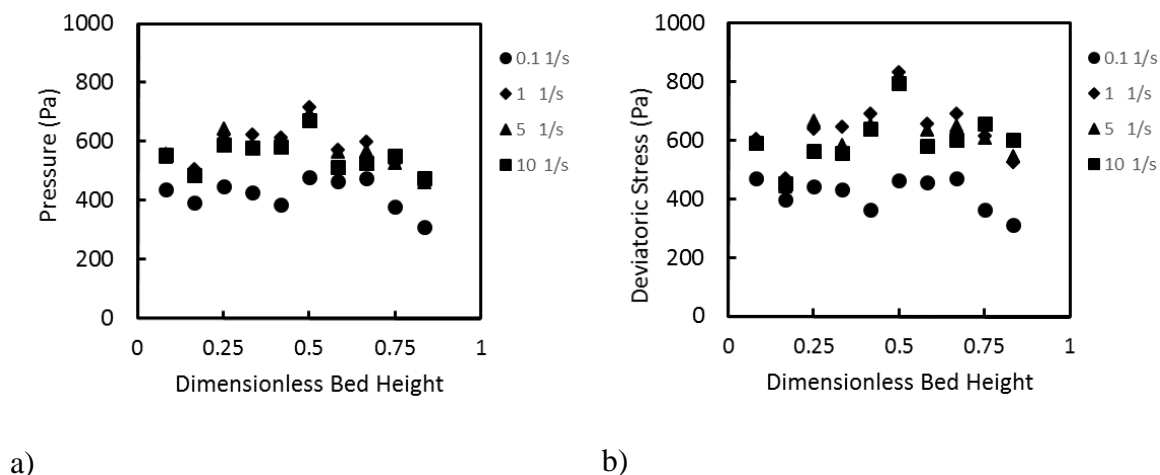 1000
800
600
400
200
0
Pressure (Pa)
0 0.25 0.5 0.75 1
Dimensionless Bed Height
0.1 1/s
1 1/s
5 1/s
10 1/s
a)
1000
800
600
400
200
0
Deviatoric Stress (Pa)
0 0.25 0.5 0.75 1
Dimensionless Bed Height
0.1 1/s
1 1/s
5 1/s
10 1/s
b)